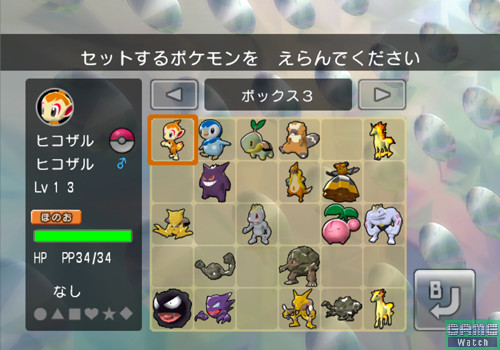 セットするポケモンを えらんでください
ボックス3
ヒコザル
ヒコザル ♂
Lv13
ほのお
HP PP34/34
なし
B
GAME
Watch